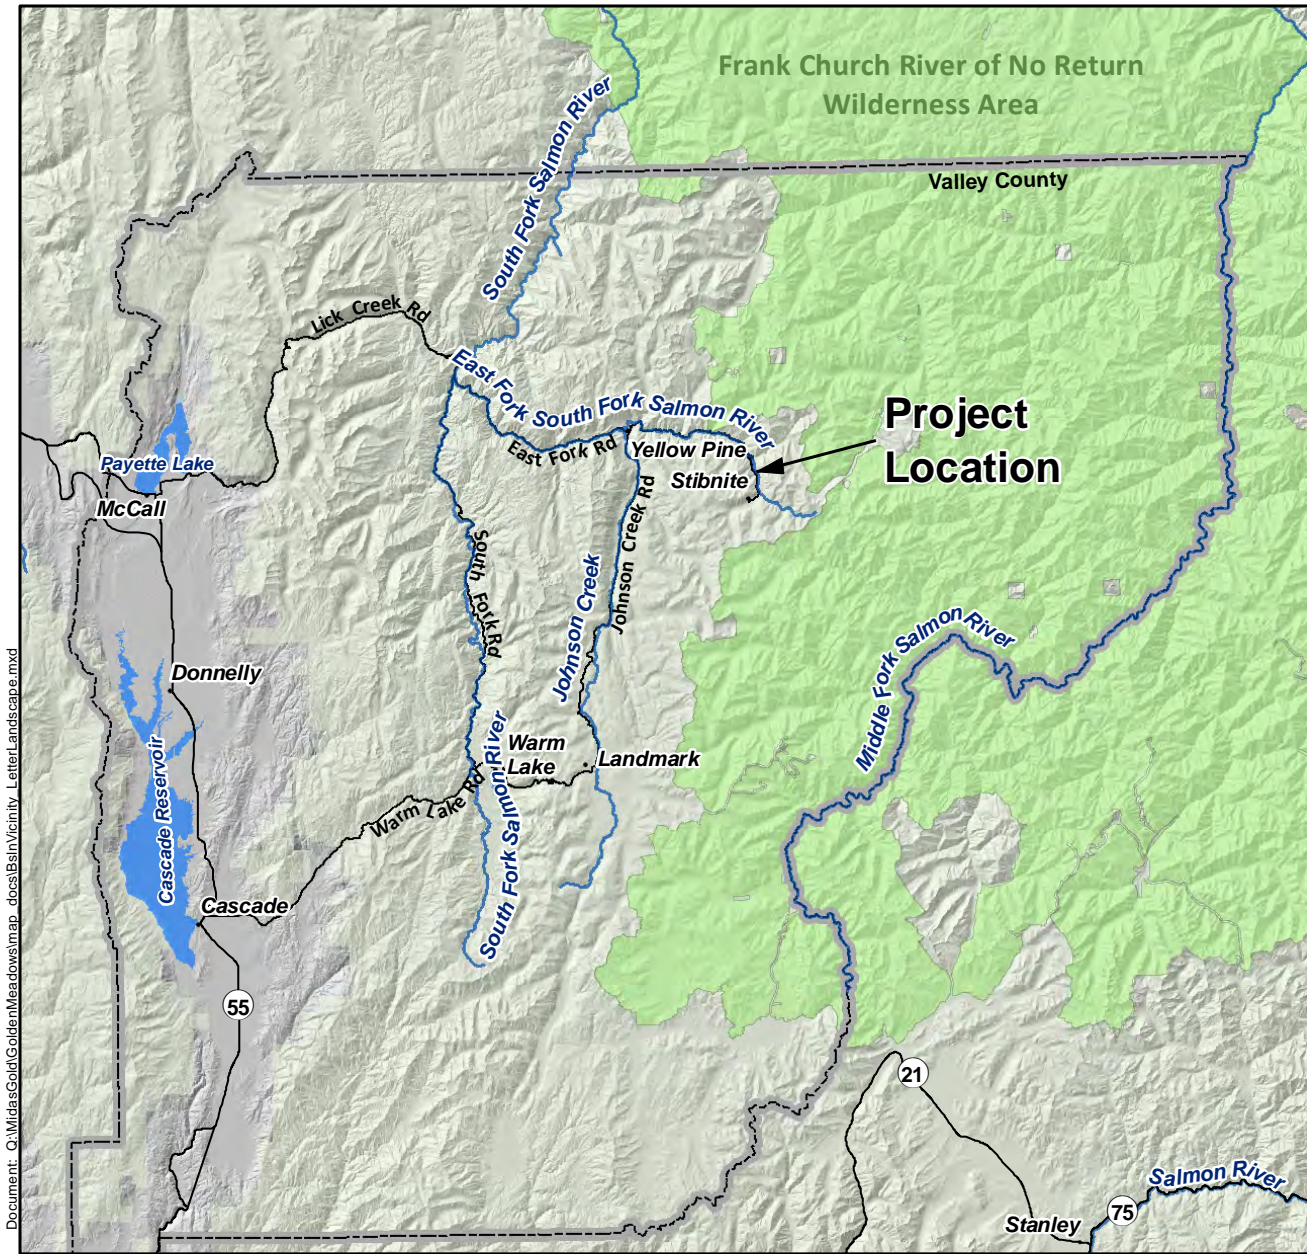 Frank Church River of No Return
Wilderness Area
South Fork Salmon River
Valley County
Lick Creek Rd
East Fork South Fork Salmon River
Project
Location
East Fork Rd
Yellow Pine
Stibnite
Payette Lake
McCall
South Fork Rd
Johnson Creek Rd
Johnson Creek
Middle Fork Salmon River
Donnelly
Cascade Reservoir
Warm
Lake
Landmark
Warm Lake Rd
South Fork Salmon River
Cascade
55
21
Salmon River
75
Stanley
Document: Q:\MidasGold\GoldenMeadows\map_docs\BslnVicinity_LetterLandscape.mxd